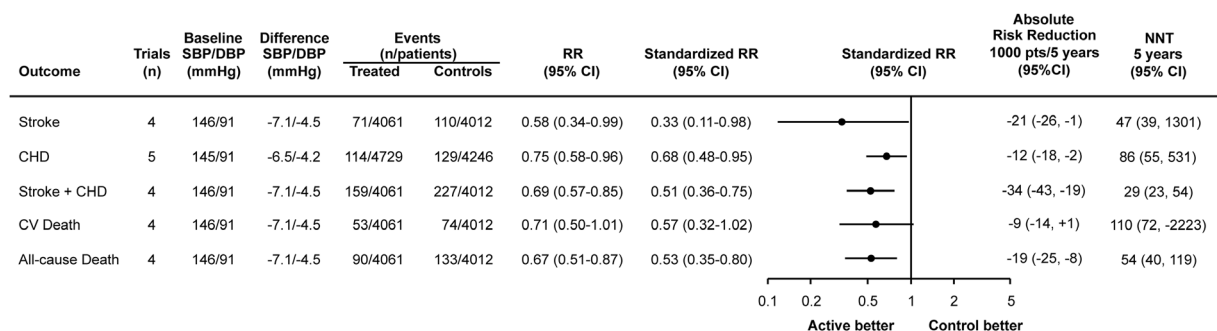 Outcome Trials (n) Baseline SBP/DBP (mmHg) Difference SBP/DBP (mmHg) Events (n/patients) Treated Controls RR (95% CI) Standardized RR (95% CI) Standardized RR (95% CI) Absolute Risk Reduction 1000 pts/5 years (95%CI) NNT 5 years (95% CI)
Stroke 4 146/91 -7.1/-4.5 71/4061 110/4012 0.58 (0.34-0.99) 0.33 (0.11-0.98) -21 (-26, -1) 47 (39, 1301)
CHD 5 145/91 -6.5/-4.2 114/4729 129/4246 0.75 (0.58-0.96) 0.68 (0.48-0.95) -12 (-18, -2) 86 (55, 531)
Stroke + CHD 4 146/91 -7.1/-4.5 159/4061 227/4012 0.69 (0.57-0.85) 0.51 (0.36-0.75) -34 (-43, -19) 29 (23, 54)
CV Death 4 146/91 -7.1/-4.5 53/4061 74/4012 0.71 (0.50-1.01) 0.57 (0.32-1.02) -9 (-14, +1) 110 (72, -2223)
All-cause Death 4 146/91 -7.1/-4.5 90/4061 133/4012 0.67 (0.51-0.87) 0.53 (0.35-0.80) -19 (-25, -8) 54 (40, 119)
0.1 0.2 0.5 1 2 5
Active better Control better